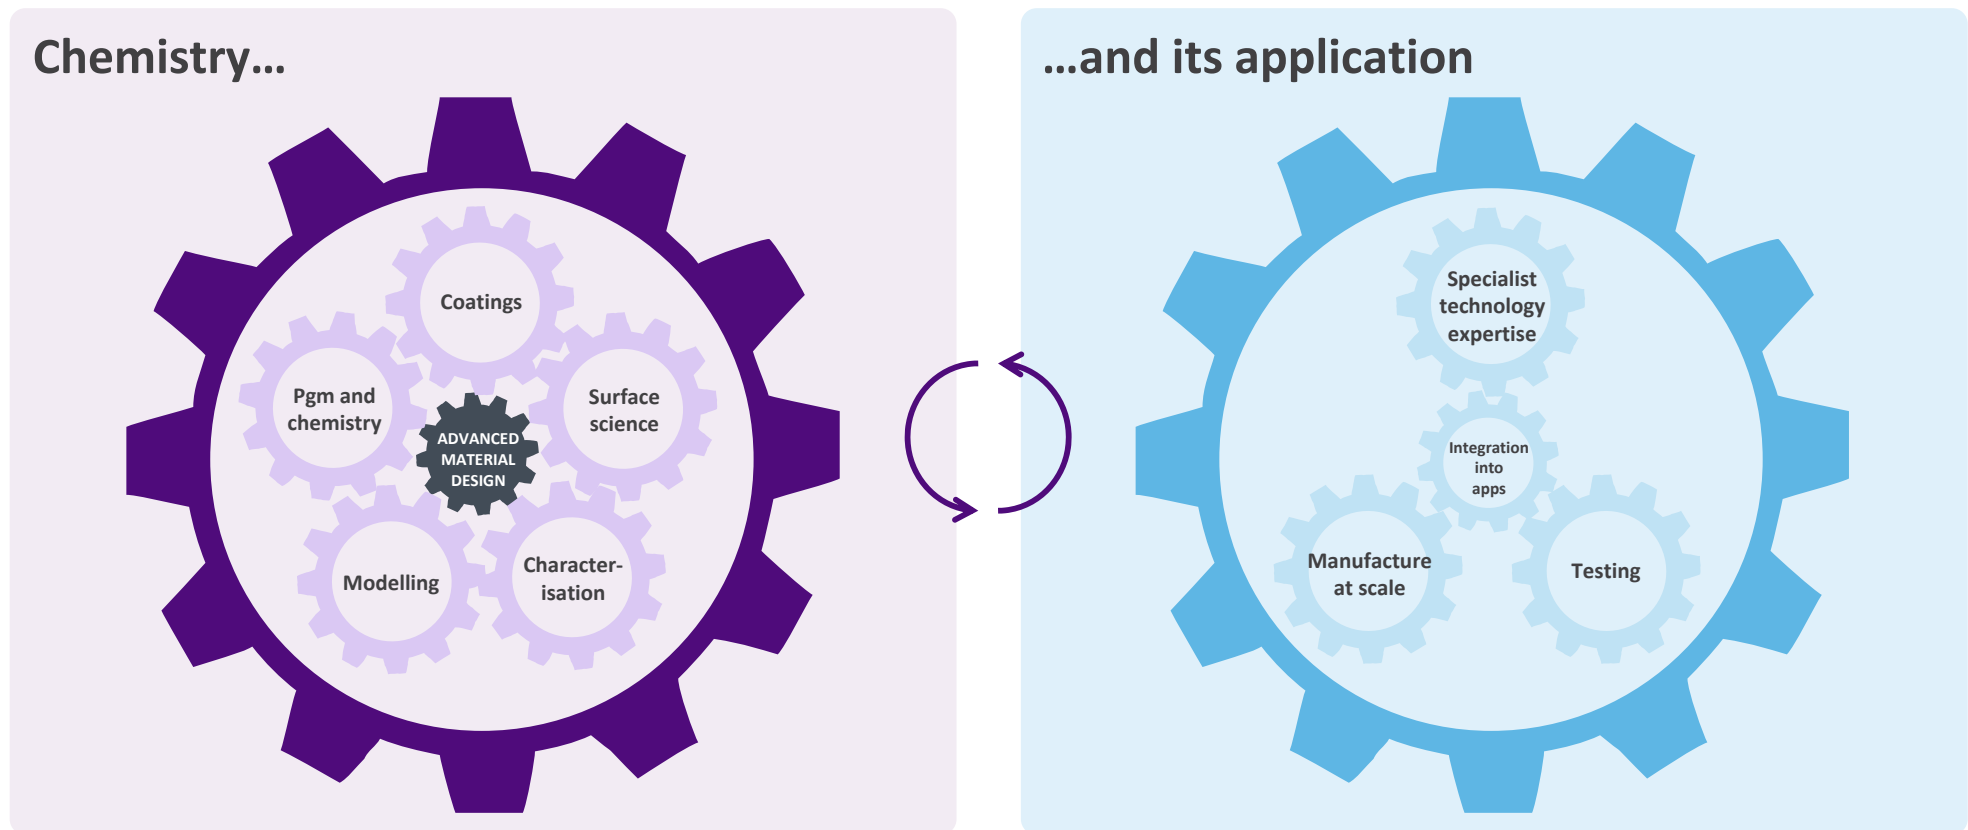 Chemistry...
Coatings
Pgm and
chemistry
Surface
science
ADVANCED
MATERIAL
DESIGN
Modelling
Character-
isation
...and its application
Specialist
technology
expertise
Integration
into
apps
Manufacture
at scale
Testing